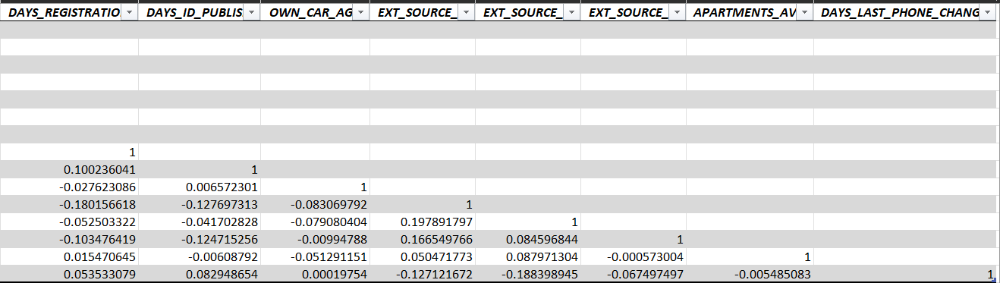 DAYS_REGISTRATIO DAYS_ID_PUBLIS OWN_CAR_AG EXT_SOURCE_ EXT_SOURCE_ EXT_SOURCE_ APARTMENTS_AV DAYS_LAST_PHONE_CHANG
1
0.100236041 1
-0.027623086 0.006572301 1
-0.180156618 -0.127697313 -0.083069792 1
-0.052503322 -0.041702828 -0.079080404 0.197891797 1
-0.103476419 -0.124715256 -0.00994788 0.166549766 0.084596844 1
0.015470645 -0.00608792 -0.051291151 0.050471773 0.087971304 -0.000573004 1
0.053533079 0.082948654 0.00019754 -0.127121672 -0.188398945 -0.067497497 -0.005485083 1